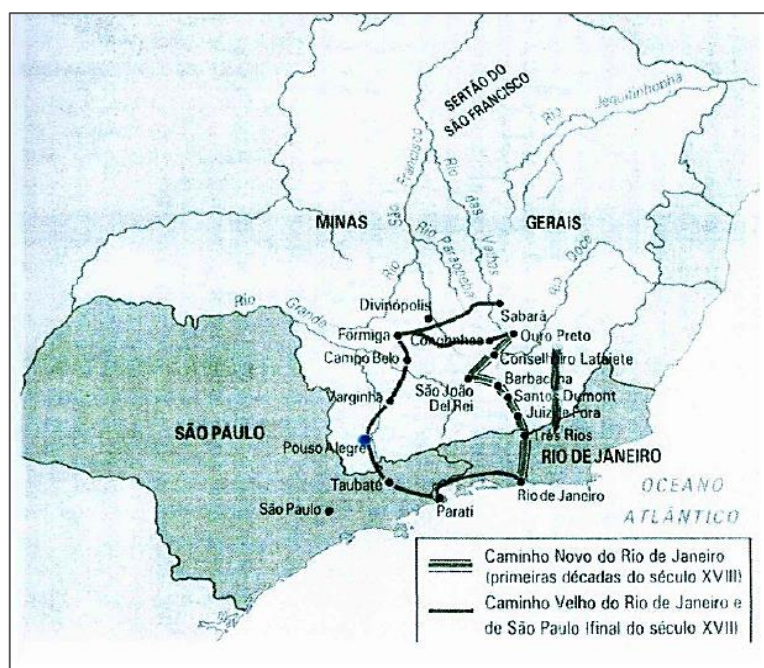 SERTÃO DO
SÃO FRANCISCO
Rio Jequitinhonha
Rio São Francisco
Rio das Velhas
MINAS
GERAIS
Rio Paraopeba
Rio Doce
Rio Grande
Divinópolis
Sabará
Formiga
Congonhas
Ouro Preto
Campo Belo
Conselheiro Lafaiete
São João
Del Rei
Barbacena
Varginha
Santos Dumont
Juiz de Fora
SÃO PAULO
Três Rios
Pouso Alegre
RIO DE JANEIRO
Taubaté
Rio de Janeiro
São Paulo
Parati
OCEANO
ATLÂNTICO
Caminho Novo do Rio de Janeiro
(primeiras décadas do século XVIII)
Caminho Velho do Rio de Janeiro e
de São Paulo (final do século XVII)